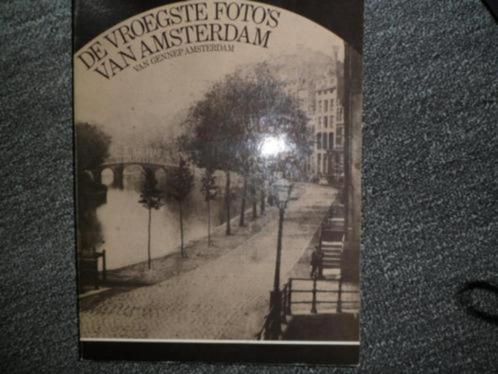 DE VROEGSTE FOTO'S
VAN AMSTERDAM
VAN GENNEP AMSTERDAM